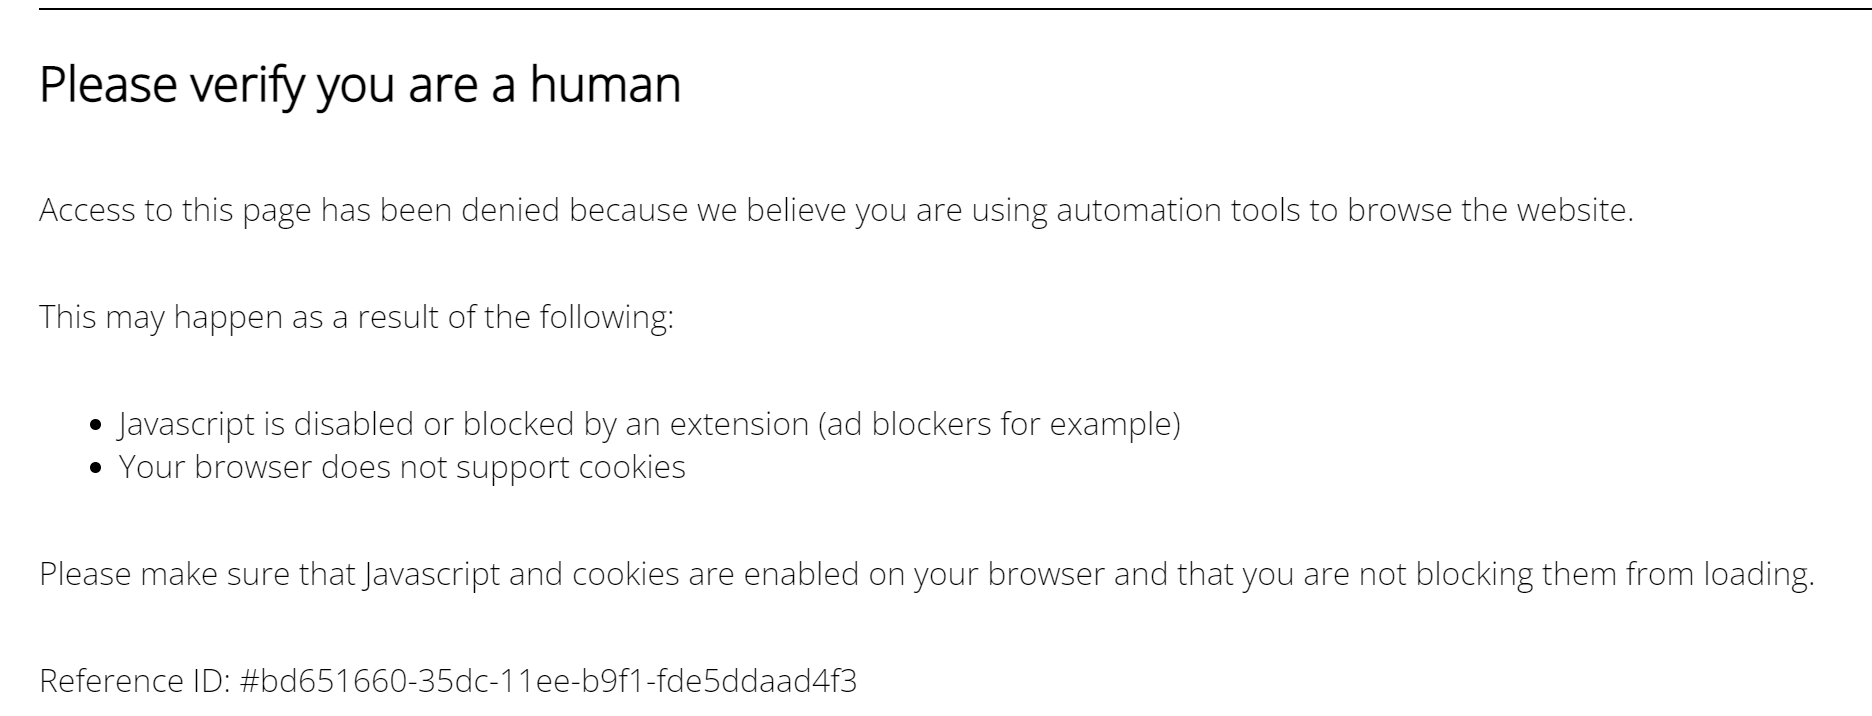 Please verify you are a human
Access to this page has been denied because we believe you are using automation tools to browse the website.
This may happen as a result of the following:
• Javascript is disabled or blocked by an extension (ad blockers for example)
• Your browser does not support cookies
Please make sure that Javascript and cookies are enabled on your browser and that you are not blocking them from loading.
Reference ID: #bd651660-35dc-11ee-b9f1-fde5ddaad4f3